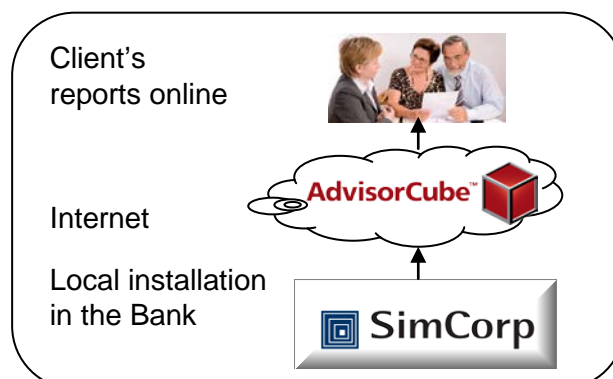 Client's
reports online
AdvisorCube™
Internet
Local installation
in the Bank
SimCorp